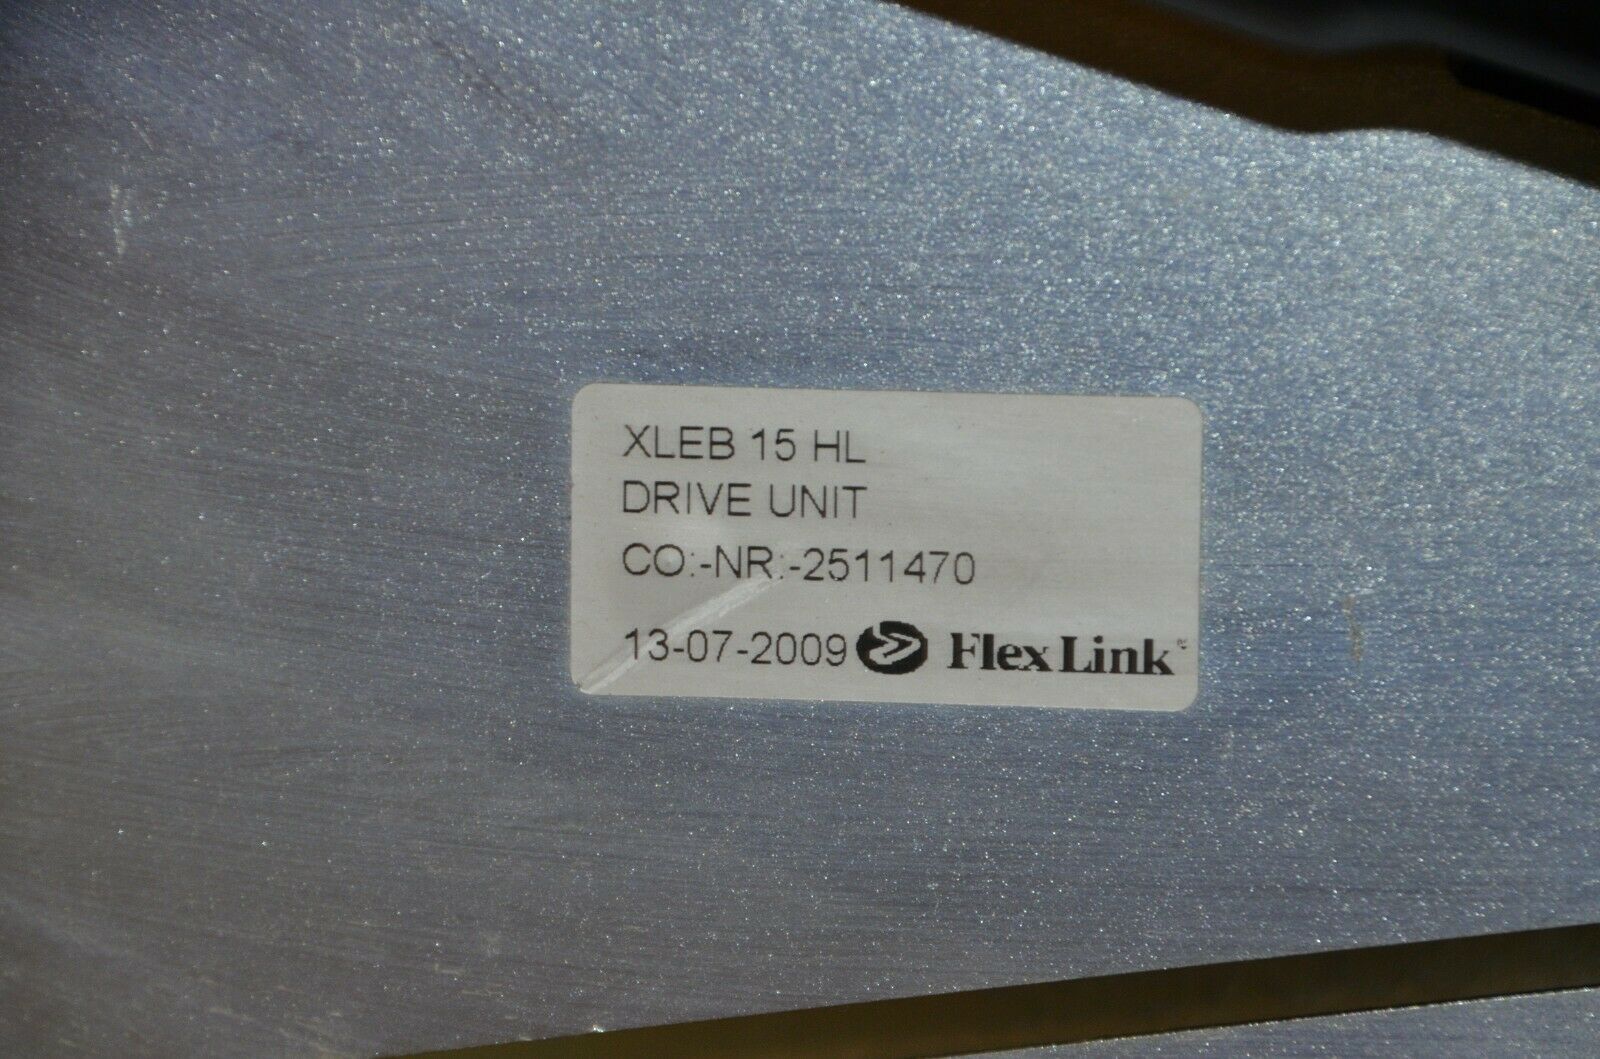 XLEB 15 HL
DRIVE UNIT
CO.-NR.-2511470
13-07-2009 FlexLink